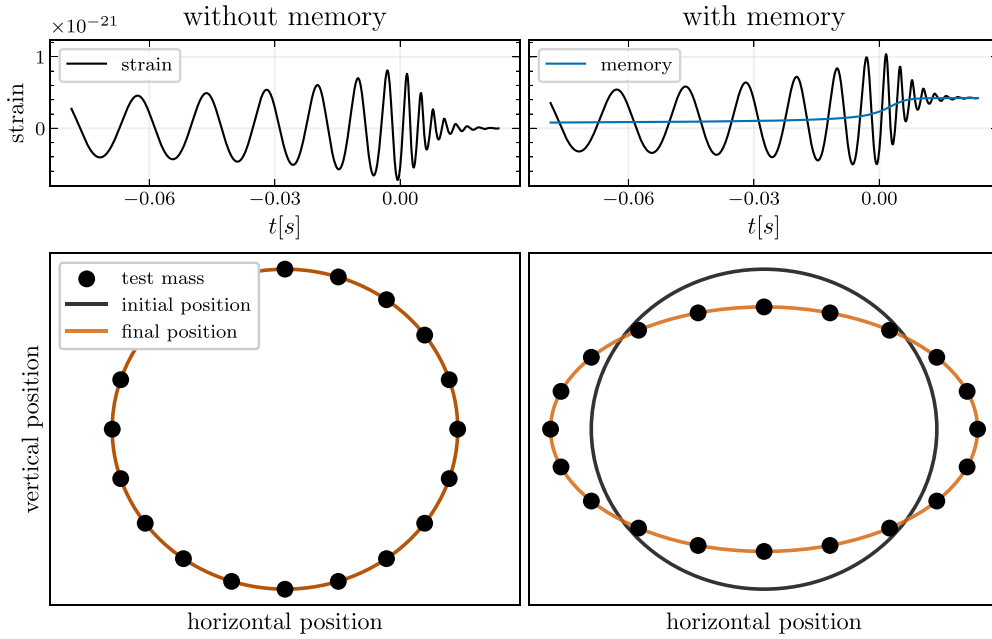 without memory
with memory
×10⁻²¹
strain
memory
1
0
strain
−0.06
−0.03
0.00
−0.06
−0.03
0.00
t[s]
t[s]
test mass
initial position
final position
vertical position
horizontal position
horizontal position